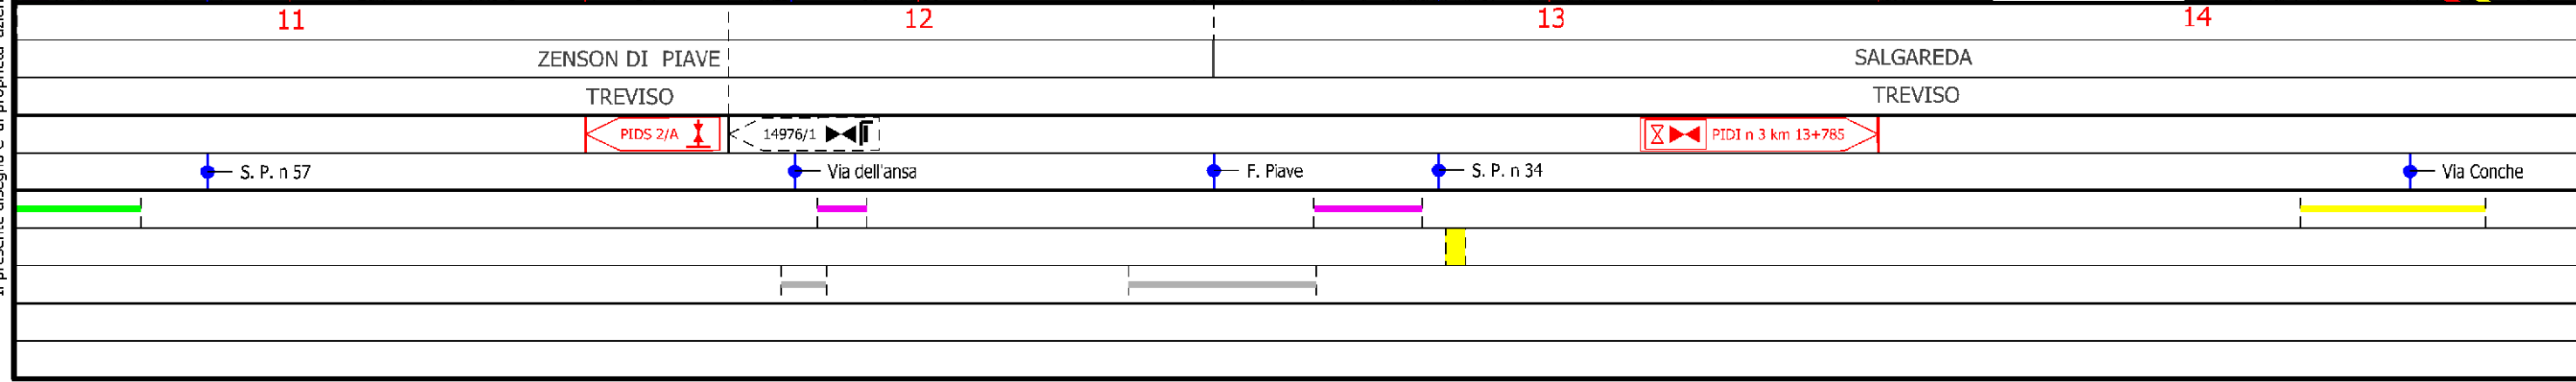 11 12 13 14
ZENSON DI PIAVE SALGAREDA
TREVISO TREVISO
PIDS 2/A 14976/1 PIDI n 3 km 13+785
S. P. n 57 Via dell'ansa F. Piave S. P. n 34 Via Conche